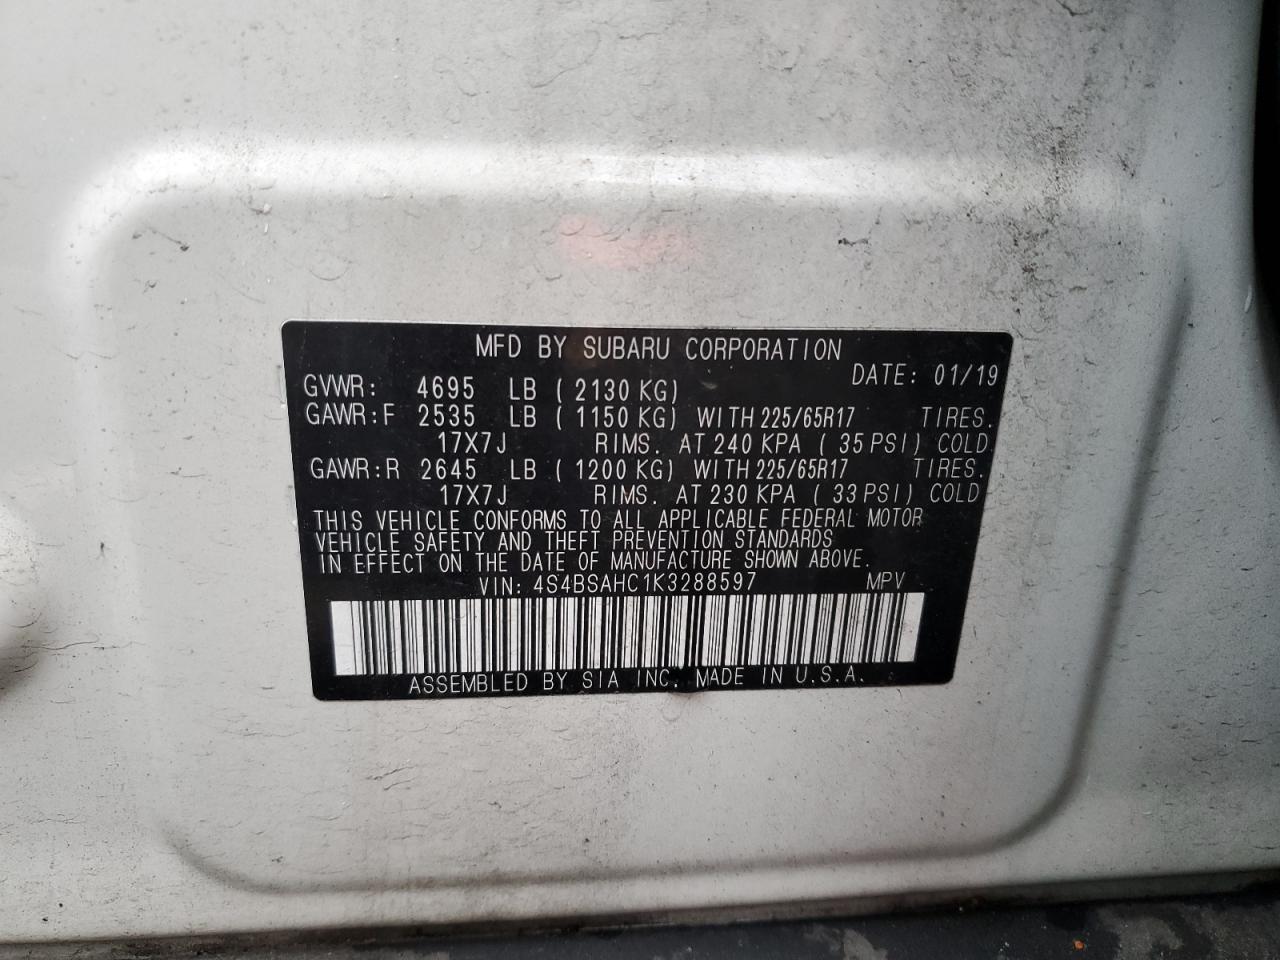 MFD BY SUBARU CORPORATION
DATE: 01/19
GVWR: 4695 LB ( 2130 KG)
GAWR:F 2535 LB ( 1150 KG) WITH 225/65R17 TIRES.
17X7J RIMS. AT 240 KPA ( 35 PSI) COLD
GAWR:R 2645 LB ( 1200 KG) WITH 225/65R17 TIRES.
17X7J RIMS. AT 230 KPA ( 33 PSI) COLD
THIS VEHICLE CONFORMS TO ALL APPLICABLE FEDERAL MOTOR
VEHICLE SAFETY AND THEFT PREVENTION STANDARDS
IN EFFECT ON THE DATE OF MANUFACTURE SHOWN ABOVE.
VIN: 4S4BSAHC1K3288597 MPV
ASSEMBLED BY SIA INC. MADE IN U.S.A.